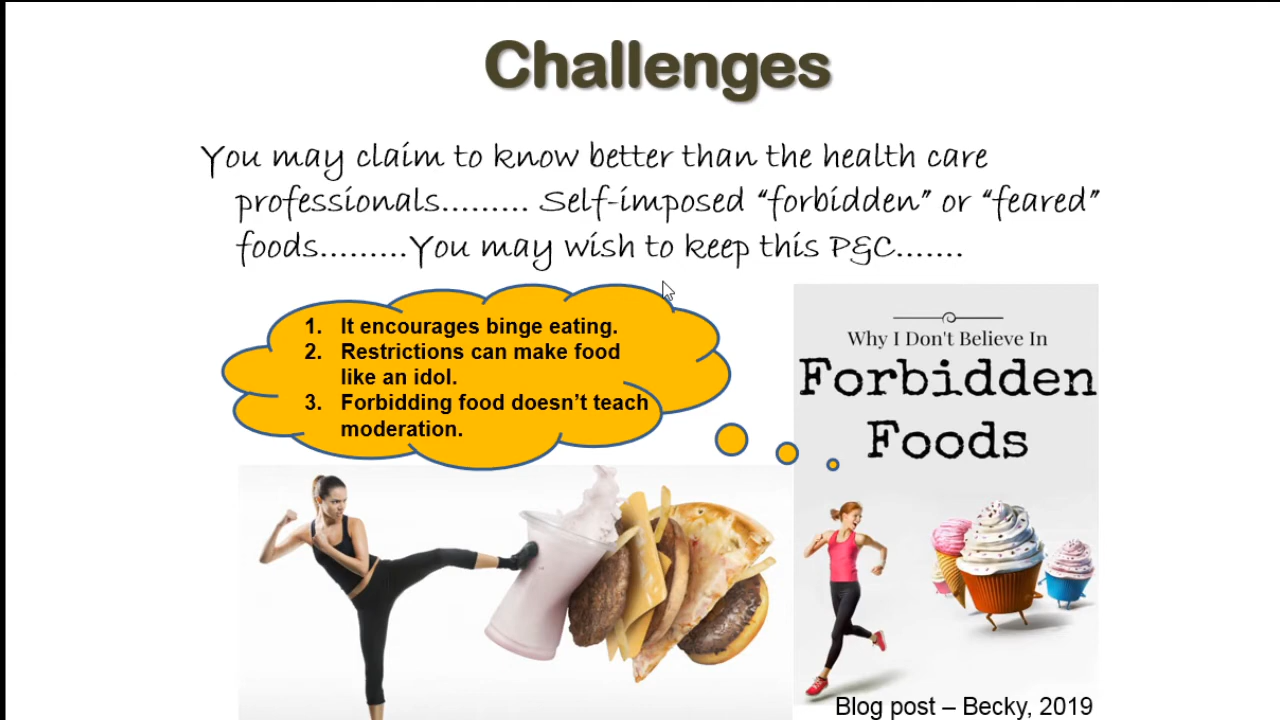 Challenges
You may claim to know better than the health care
professionals......... Self-imposed “forbidden” or “feared”
foods.........You may wish to keep this P&C.......
1. It encourages binge eating.
2. Restrictions can make food
like an idol.
3. Forbidding food doesn’t teach
moderation.
Why I Don't Believe In
Forbidden
Foods
Blog post – Becky, 2019